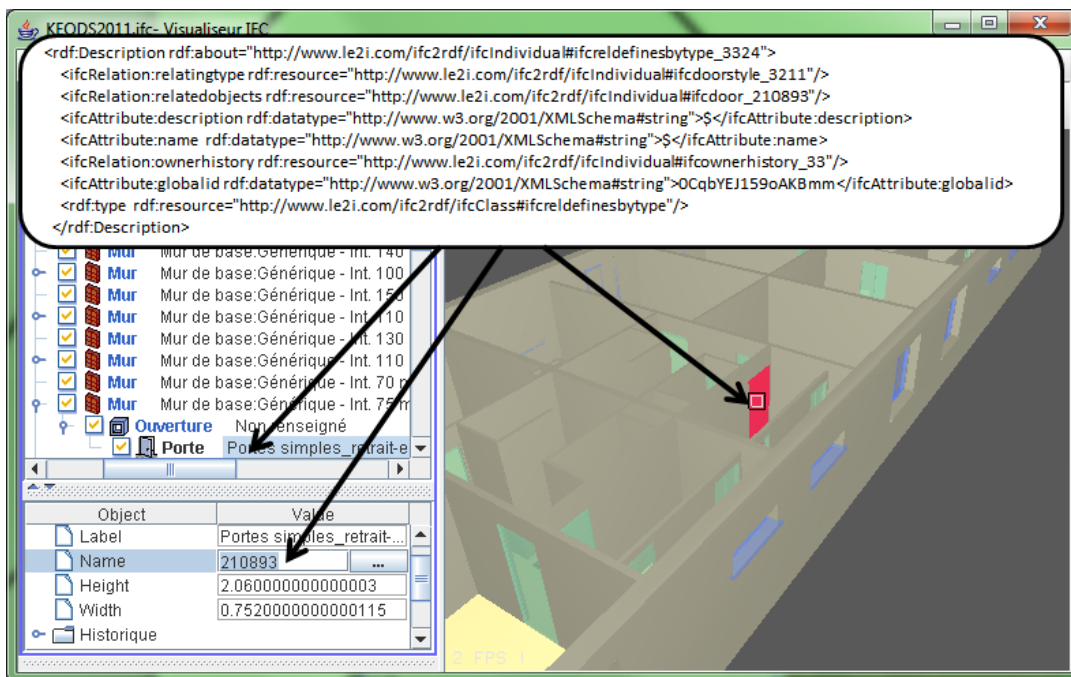 KEODS2011.ifc- Visualiseur IFC
<rdf:Description rdf:about="http://www.le2i.com/ifc2rdf/ifcIndividual#ifcreldefinesbytype_3324">
<ifcRelation:relatingtype rdf:resource="http://www.le2i.com/ifc2rdf/ifcIndividual#ifcdoorstyle_3211"/>
<ifcRelation:relatedobjects rdf:resource="http://www.le2i.com/ifc2rdf/ifcIndividual#ifcdoor_210893"/>
<ifcAttribute:description rdf:datatype="http://www.w3.org/2001/XMLSchema#string">$</ifcAttribute:description>
<ifcAttribute:name rdf:datatype="http://www.w3.org/2001/XMLSchema#string">$</ifcAttribute:name>
<ifcRelation:ownerhistory rdf:resource="http://www.le2i.com/ifc2rdf/ifcIndividual#ifcownerhistory_33"/>
<ifcAttribute:globalid rdf:datatype="http://www.w3.org/2001/XMLSchema#string">0CqbYEJ159oAKBmm</ifcAttribute:globalid>
<rdf:type rdf:resource="http://www.le2i.com/ifc2rdf/ifcClass#ifcreldefinesbytype"/>
</rdf:Description>
Mur Mur de base:Générique - Int. 140
Mur Mur de base:Générique - Int. 100
Mur Mur de base:Générique - Int. 150
Mur Mur de base:Générique - Int. 110
Mur Mur de base:Générique - Int. 130
Mur Mur de base:Générique - Int. 110
Mur Mur de base:Générique - Int. 70 m
Mur Mur de base:Générique - Int. 75 m
Ouverture Non renseigné
Porte Portes simples_retrait-e
Object Value
Label Portes simples_retrait-...
Name 210893 ...
Height 2.060000000000003
Width 0.7520000000000115
Historique
2 FPS !